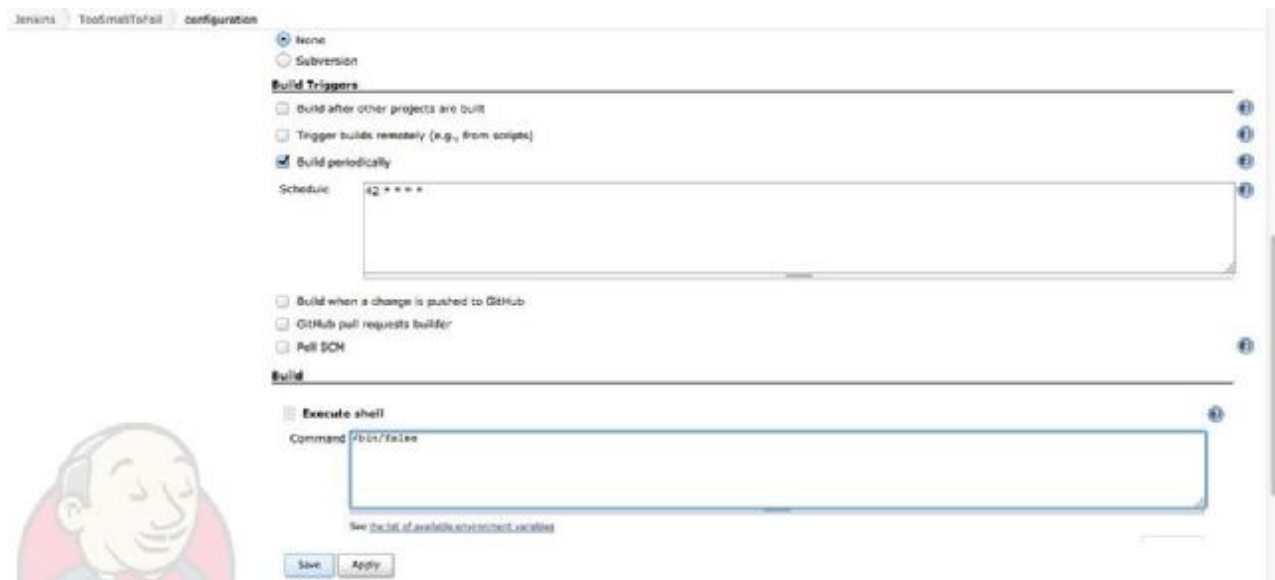 Jenkins TooSmallToFail configuration
None
Subversion
Build Triggers
Build after other projects are built
Trigger builds remotely (e.g., from scripts)
Build periodically
Schedule 42 * * * *
Build when a change is pushed to GitHub
GitHub pull requests builder
Poll SCM
Build
Execute shell
Command /bin/false
See the list of available environment variables
Save Apply